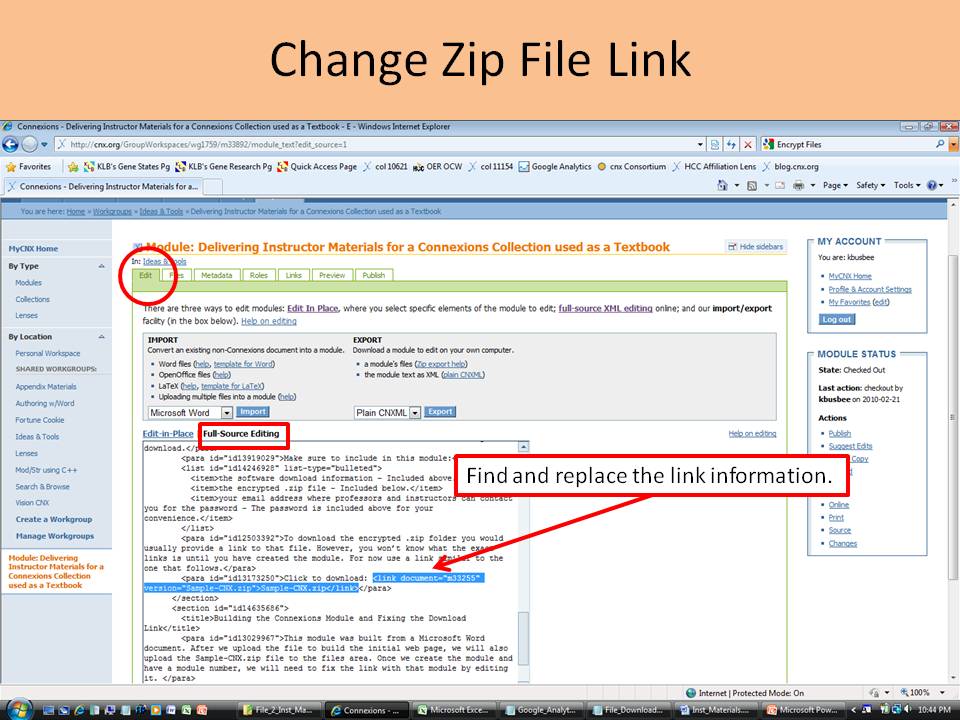 Change Zip File Link
Connexions - Delivering Instructor Materials for a Connexions Collection used as a Textbook - E - Windows Internet Explorer
http://cnx.org/GroupWorkspaces/wg1759/m33892/module_text?edit_source=1
Encrypt Files
Favorites
KLB's Gene States Pg
KLB's Gene Research Pg
Quick Access Page
col 10621
OER OCW
col 11154
Google Analytics
cnx Consortium
HCC Affiliation Lens
blog.cnx.org
Connexions - Delivering Instructor Materials for a...
Page
Safety
Tools
You are here: Home » Workgroups » Ideas & Tools » Delivering Instructor Materials for a Connexions Collection used as a Textbook
MyCNX Home
By Type
Modules
Collections
Lenses
By Location
Personal Workspace
SHARED WORKGROUPS:
Appendix Materials
Authoring w/Word
Fortune Cookie
Ideas & Tools
Lenses
Mod/Str using C++
Search & Browse
Vision CNX
Create a Workgroup
Manage Workgroups
Module: Delivering
Instructor Materials for a
Connexions Collection
used as a Textbook
Module: Delivering Instructor Materials for a Connexions Collection used as a Textbook
Hide sidebars
In: Ideas & Tools
Edit
Files
Metadata
Roles
Links
Preview
Publish
There are three ways to edit modules: Edit In Place, where you select specific elements of the module to edit; full-source XML editing online; and our import/export
facility (in the box below). Help on editing
IMPORT
Convert an existing non-Connexions document into a module.
Word files (help, template for Word)
OpenOffice files (help)
LaTeX (help, template for LaTeX)
Uploading multiple files into a module (help)
Microsoft Word
Import
EXPORT
Download a module to edit on your own computer.
a module's files (Zip export help)
the module text as XML (plain CNXML)
Plain CNXML
Export
Edit-in-Place
Full-Source Editing
Help on editing
download.</para>
<para id="id13919029">Make sure to include in this module:
<list id="id14246928" list-type="bulleted">
<item>the software download information - Included above.
<item>the encrypted .zip file - Included below.</item>
<item>your email address where professors and instructors can contact
you for the password - The password is included above for your
convenience.</item>
</list>
<para id="id12503392">To download the encrypted .zip folder you would
usually provide a link to that file. However, you won't know what the exact
links is until you have created the module. For now use a link similar to the
one that follows.</para>
<para id="id13173250">Click to download: <link document="m33255"
version="Sample-CNX.zip">Sample-CNX.zip</link></para>
</section>
<section id="id14635686">
<title>Building the Connexions Module and Fixing the Download
Link</title>
<para id="id13029967">This module was built from a Microsoft Word
document. After we upload the file to build the initial web page, we will also
upload the Sample-CNX.zip file to the files area. Once we create the module and
have a module number, we will need to fix the link with that module by editing
it. </para>
Find and replace the link information.
MY ACCOUNT
You are: kbusbee
MyCNX Home
Profile & Account Settings
My Favorites (edit)
Log out
MODULE STATUS
State: Checked Out
Last action: checkout by
kbusbee on 2010-02-21
Actions
Publish
Suggest Edits
Copy
Online
Print
Source
Changes
Internet | Protected Mode: On
100%
File_2_Inst_Ma...
Connexions - ...
Microsoft Exce...
Google_Analyt...
File_Download...
Inst_Materials....
Microsoft Pow...
10:44 PM